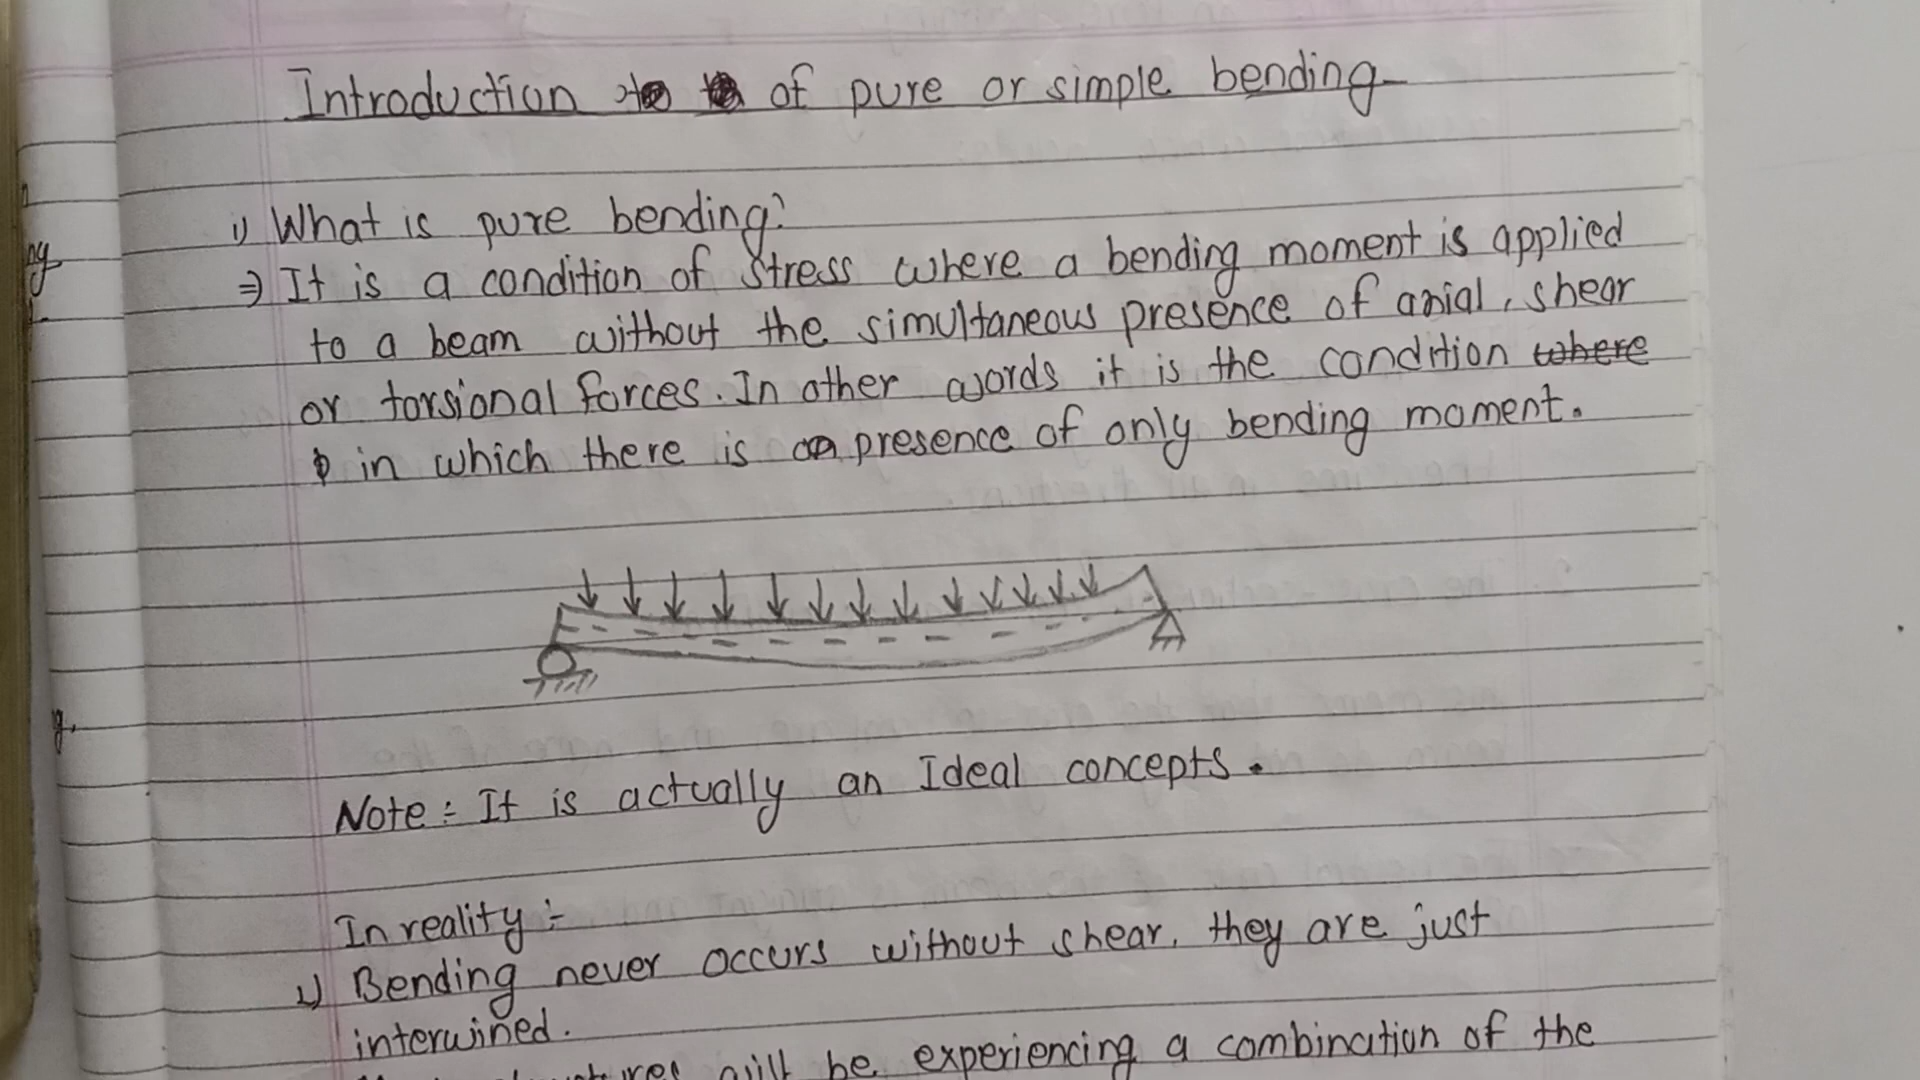 Introduction of pure or simple bending
i) What is pure bending?
⇒ It is a condition of stress where a bending moment is applied
to a beam without the simultaneous presence of axial, shear
or torsional forces. In other words it is the condition where
in which there is presence of only bending moment.
Note:- It is actually an Ideal concepts.
In reality:-
1) Bending never occurs without shear, they are just
interwined.
will be experiencing a combination of the